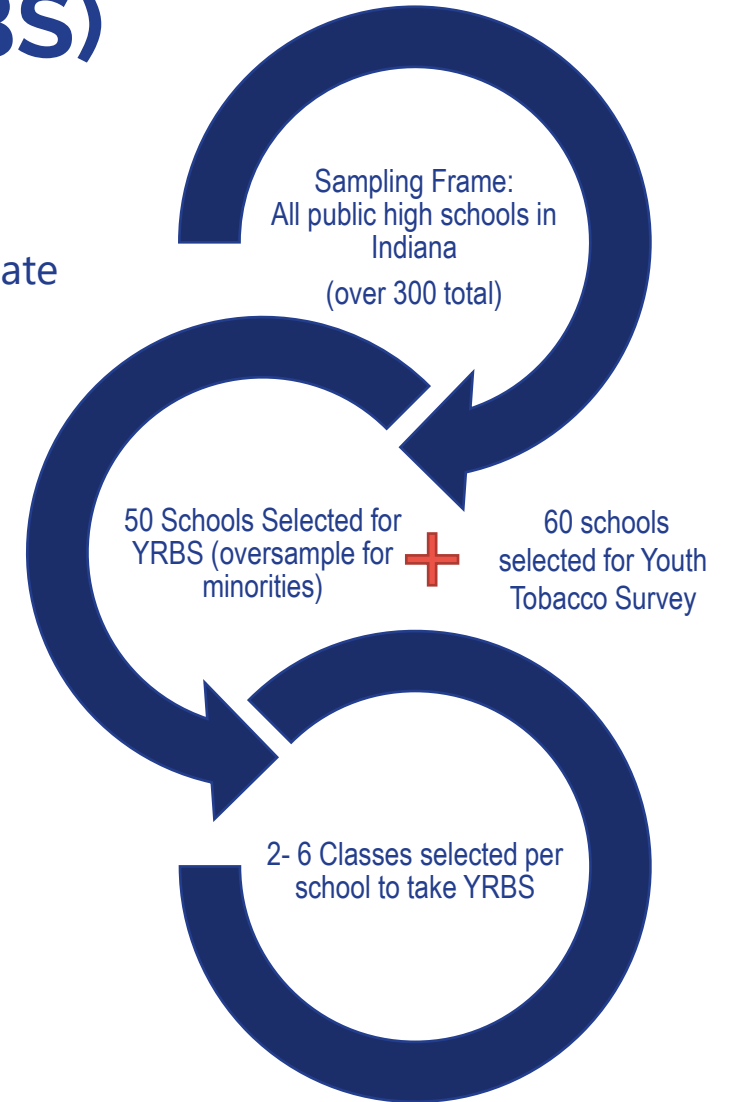 BS)
ate
Sampling Frame:
All public high schools in
Indiana
(over 300 total)
50 Schools Selected for
YRBS (oversample for
minorities)
60 schools
selected for Youth
Tobacco Survey
2- 6 Classes selected per
school to take YRBS